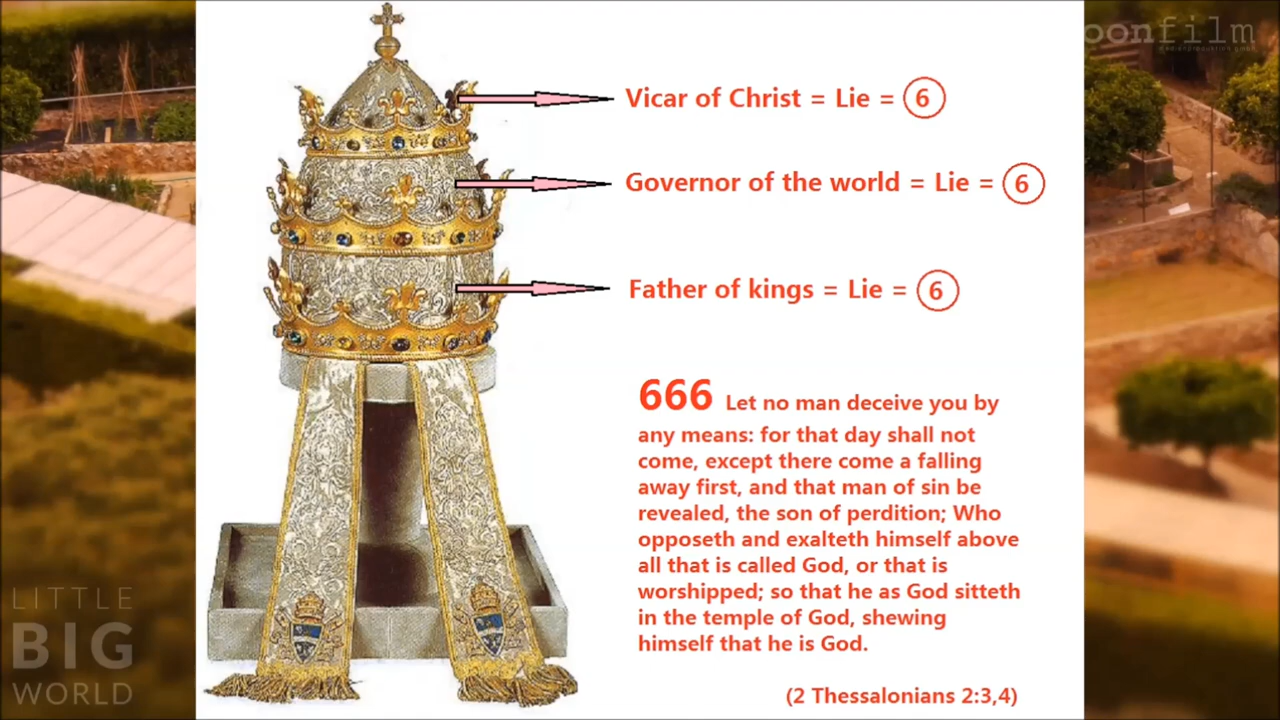 oonfilm
Vicar of Christ = Lie = 6
Governor of the world = Lie = 6
Father of kings = Lie = 6
666 Let no man deceive you by
any means: for that day shall not
come, except there come a falling
away first, and that man of sin be
revealed, the son of perdition; Who
opposeth and exalteth himself above
all that is called God, or that is
worshipped; so that he as God sitteth
in the temple of God, shewing
himself that he is God.
(2 Thessalonians 2:3,4)
LITTLE
BIG
WORLD